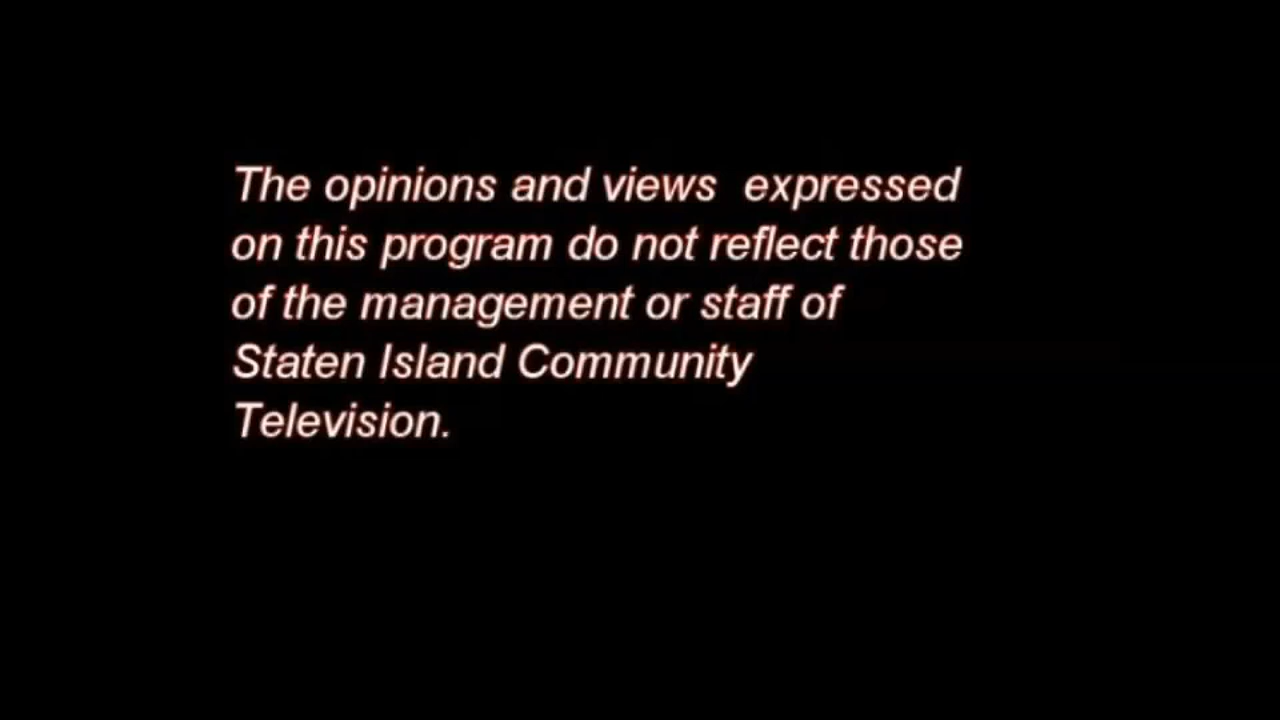 The opinions and views  expressed
on this program do not reflect those
of the management or staff of
Staten Island Community
Television.